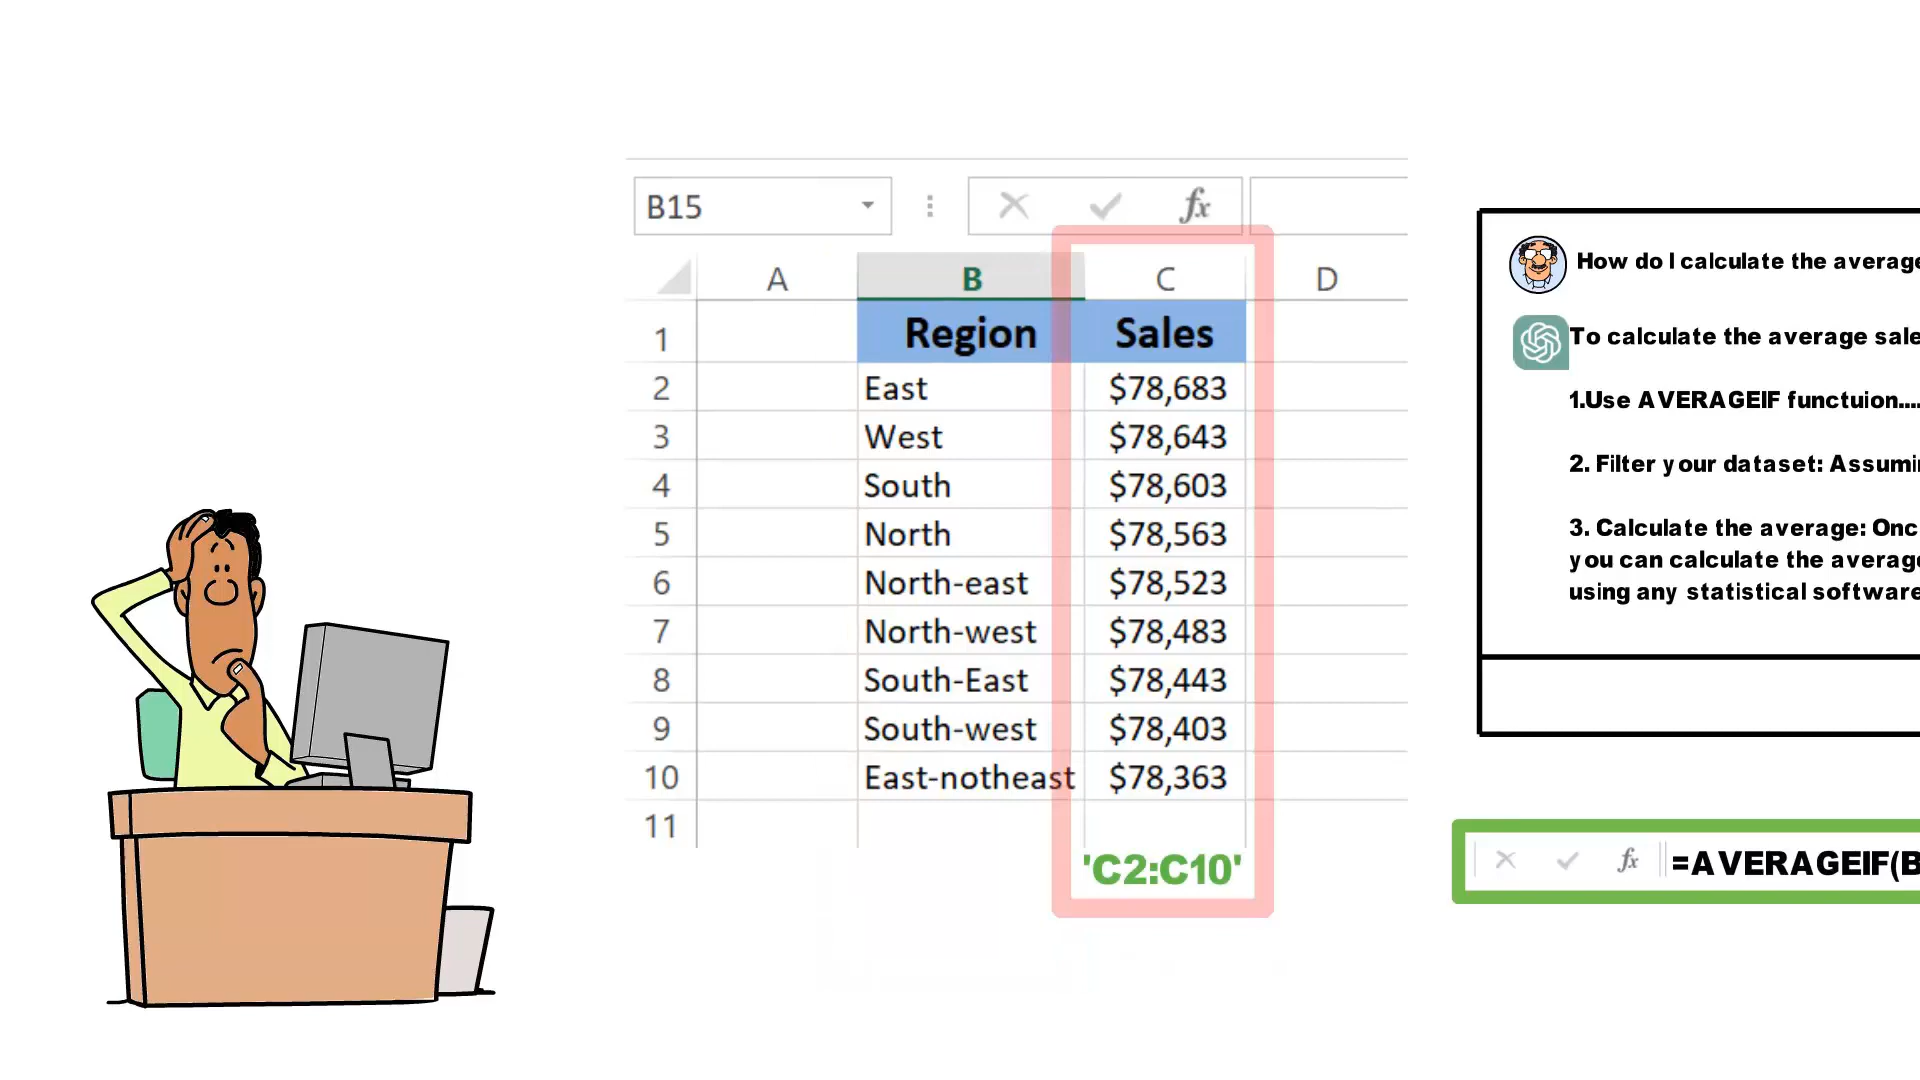 B15
fx
A B C D
1 Region Sales
2 East $78,683
3 West $78,643
4 South $78,603
5 North $78,563
6 North-east $78,523
7 North-west $78,483
8 South-East $78,443
9 South-west $78,403
10 East-notheast $78,363
11
'C2:C10'
How do I calculate the average
To calculate the average sale
1.Use AVERAGEIF functuion....
2. Filter your dataset: Assumi
3. Calculate the average: Onc
you can calculate the average
using any statistical software
fx =AVERAGEIF(B